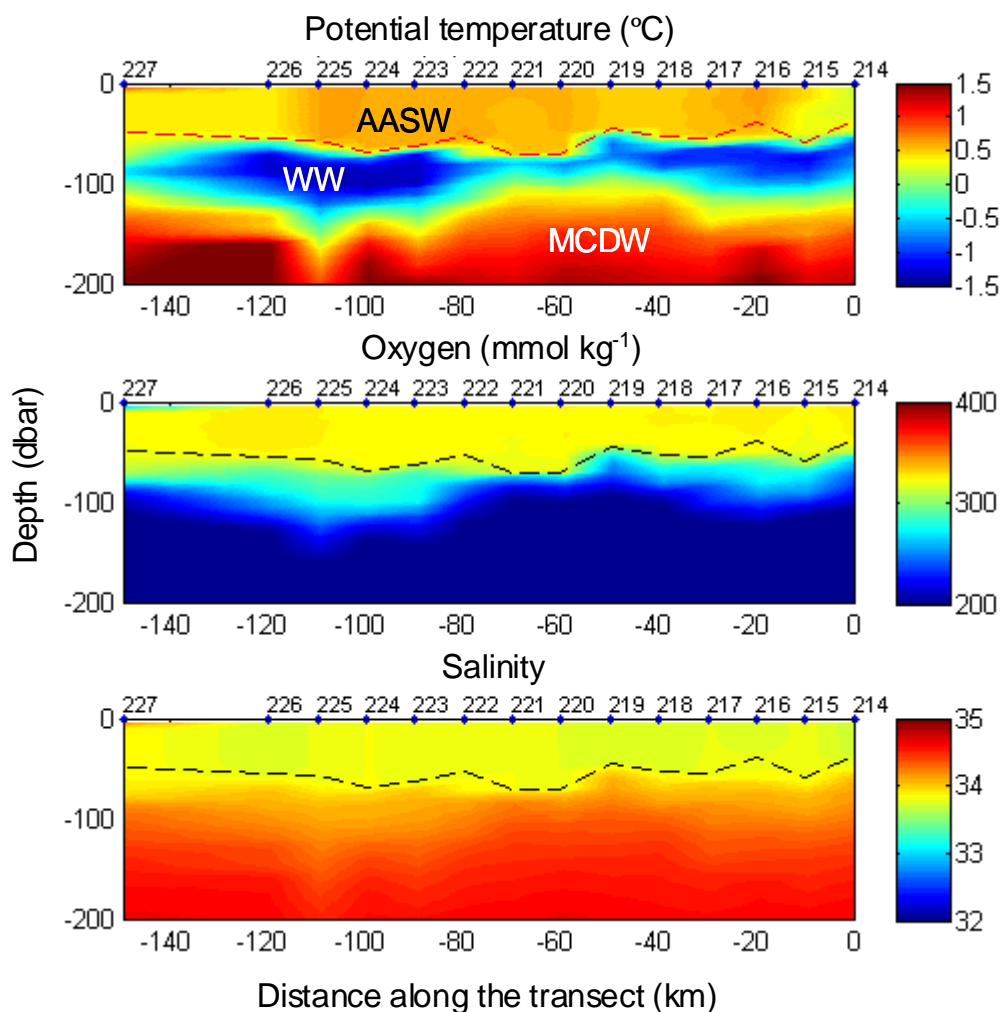 Potential temperature (ºC)
227 226 225 224 223 222 221 220 219 218 217 216 215 214
0
-100
-200
AASW
WW
MCDW
1.5
1
0.5
0
-0.5
-1
-1.5
-140 -120 -100 -80 -60 -40 -20 0
Oxygen (mmol kg-1)
227 226 225 224 223 222 221 220 219 218 217 216 215 214
0
-100
-200
400
300
200
-140 -120 -100 -80 -60 -40 -20 0
Depth (dbar)
Salinity
227 226 225 224 223 222 221 220 219 218 217 216 215 214
0
-100
-200
35
34
33
32
-140 -120 -100 -80 -60 -40 -20 0
Distance along the transect (km)